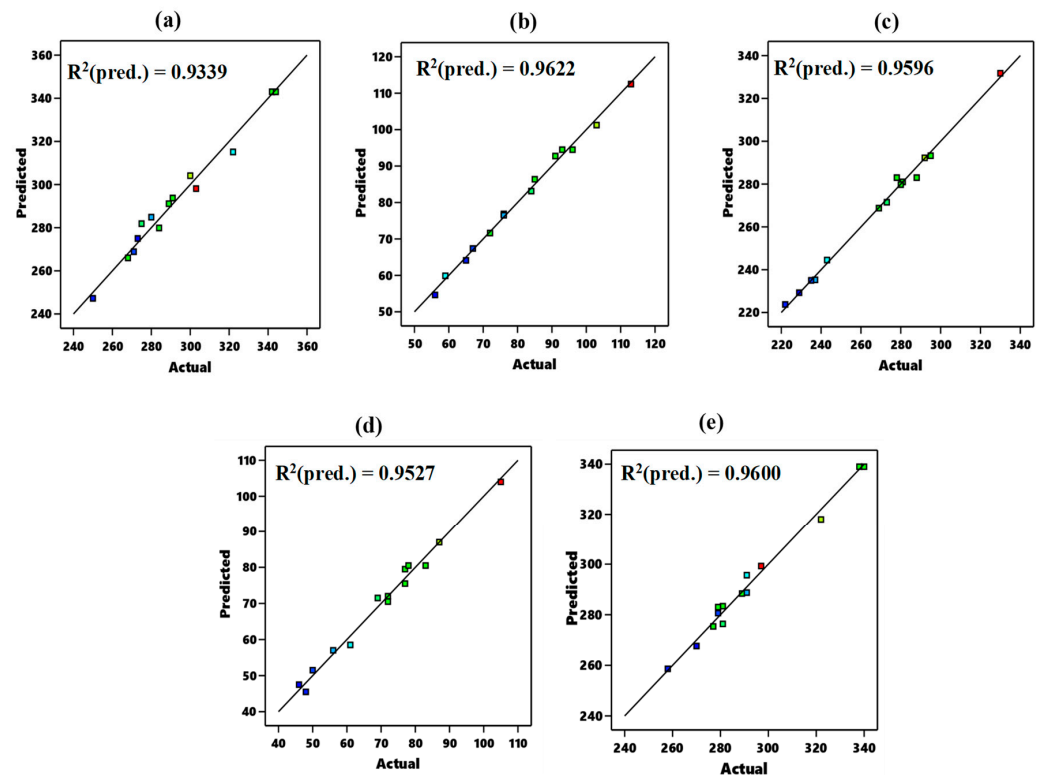 (a)
R²(pred.) = 0.9339
360
340
320
300
280
260
240
Predicted
240 260 280 300 320 340 360
Actual
(b)
R²(pred.) = 0.9622
120
110
100
90
80
70
60
50
Predicted
50 60 70 80 90 100 110 120
Actual
(c)
R²(pred.) = 0.9596
340
320
300
280
260
240
220
Predicted
220 240 260 280 300 320 340
Actual
(d)
R²(pred.) = 0.9527
110
100
90
80
70
60
50
40
Predicted
40 50 60 70 80 90 100 110
Actual
(e)
R²(pred.) = 0.9600
340
320
300
280
260
240
Predicted
240 260 280 300 320 340
Actual